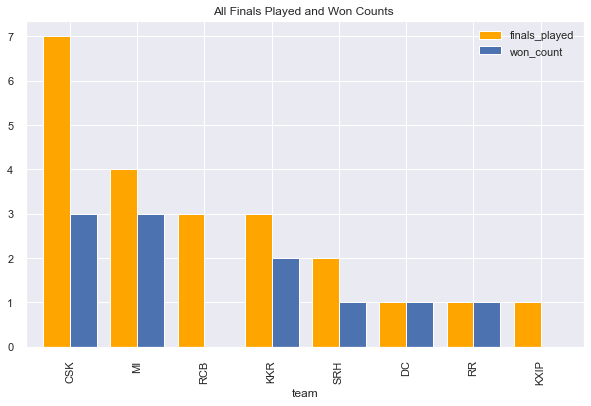 All Finals Played and Won Counts
finals_played
won_count
7
6
5
4
3
2
1
0
CSK
MI
RCB
KKR
SRH
DC
RR
KXIP
team